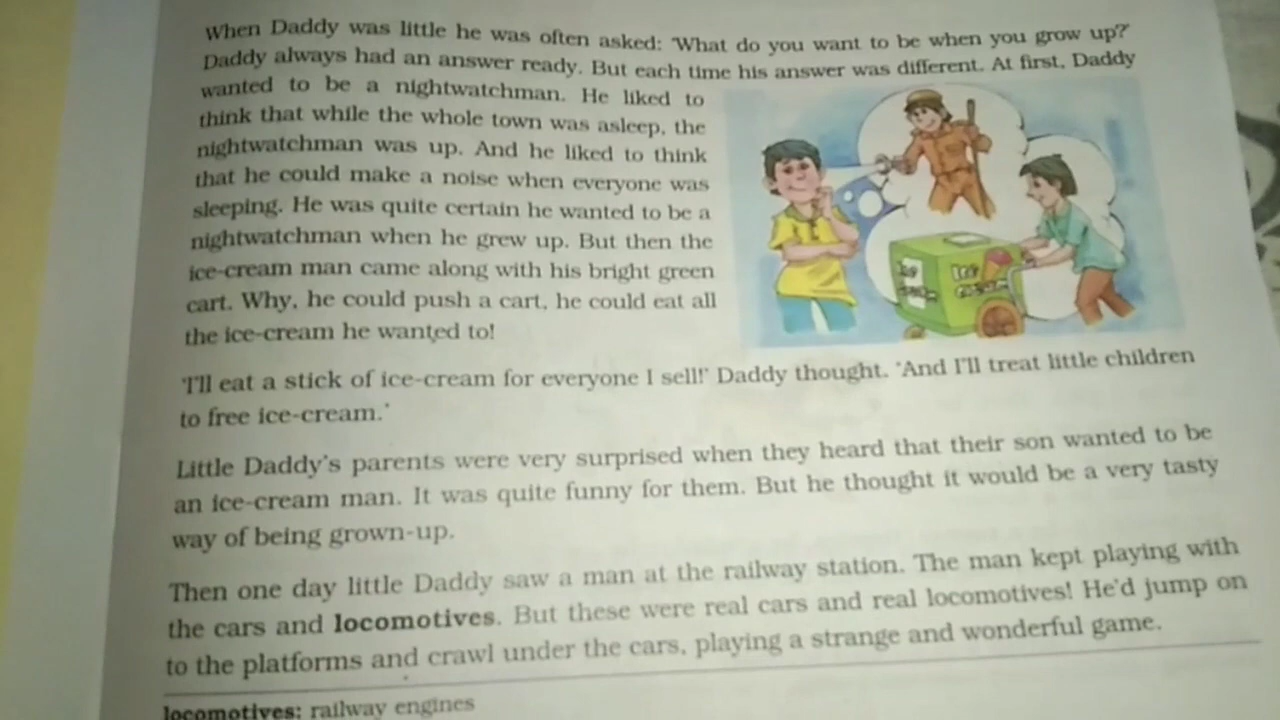 When Daddy was little he was often asked: 'What do you want to be when you grow up?'
Daddy always had an answer ready. But each time his answer was different. At first, Daddy
wanted to be a nightwatchman. He liked to
think that while the whole town was asleep, the
nightwatchman was up. And he liked to think
that he could make a noise when everyone was
sleeping. He was quite certain he wanted to be a
nightwatchman when he grew up. But then the
ice-cream man came along with his bright green
cart. Why, he could push a cart, he could eat all
the ice-cream he wanted to!
'I'll eat a stick of ice-cream for everyone I sell!' Daddy thought. 'And I'll treat little children
to free ice-cream.'
Little Daddy's parents were very surprised when they heard that their son wanted to be
an ice-cream man. It was quite funny for them. But he thought it would be a very tasty
way of being grown-up.
Then one day little Daddy saw a man at the railway station. The man kept playing with
the cars and locomotives. But these were real cars and real locomotives! He'd jump on
to the platforms and crawl under the cars, playing a strange and wonderful game.
locomotives: railway engines